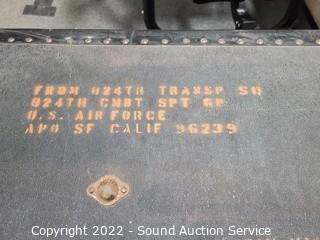 FROM 824TH TRANSP SQ
824TH CMBT SPT GP
U.S. AIR FORCE
APO SF CALIF 96239
Copyright 2022 - Sound Auction Service